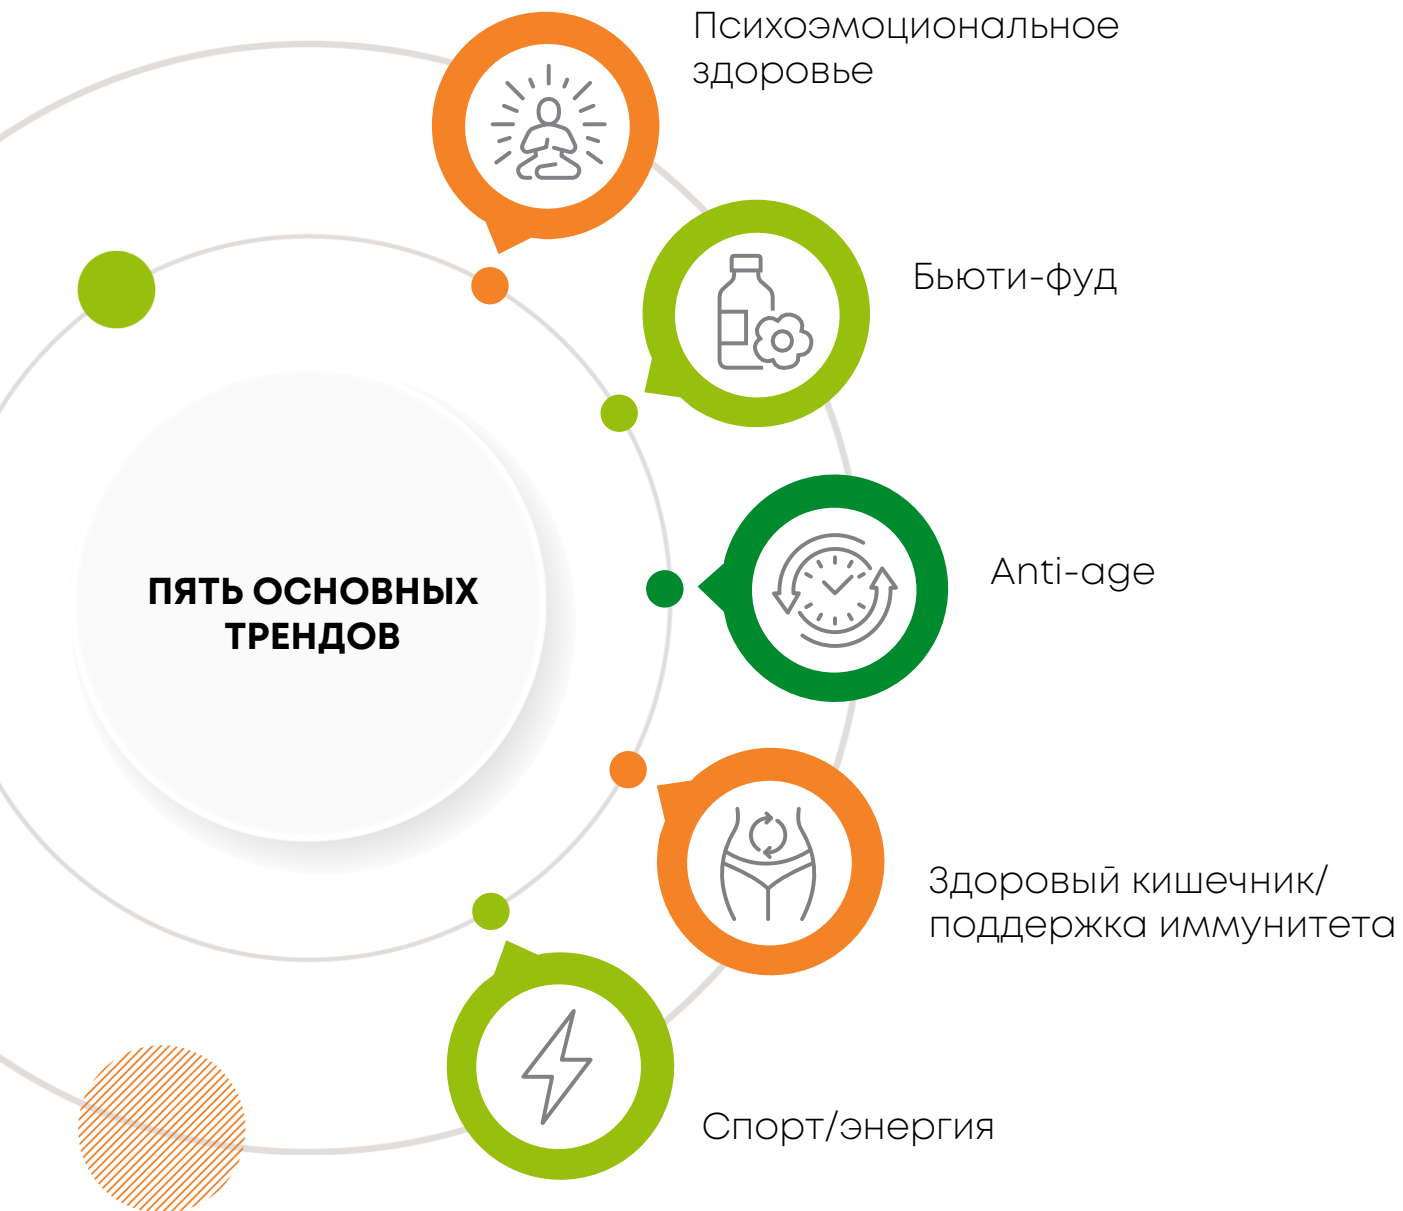 Психоэмоциональное
здоровье
Бьюти-фуд
ПЯТЬ ОСНОВНЫХ
ТРЕНДОВ
Anti-age
Здоровый кишечник/
поддержка иммунитета
Спорт/энергия